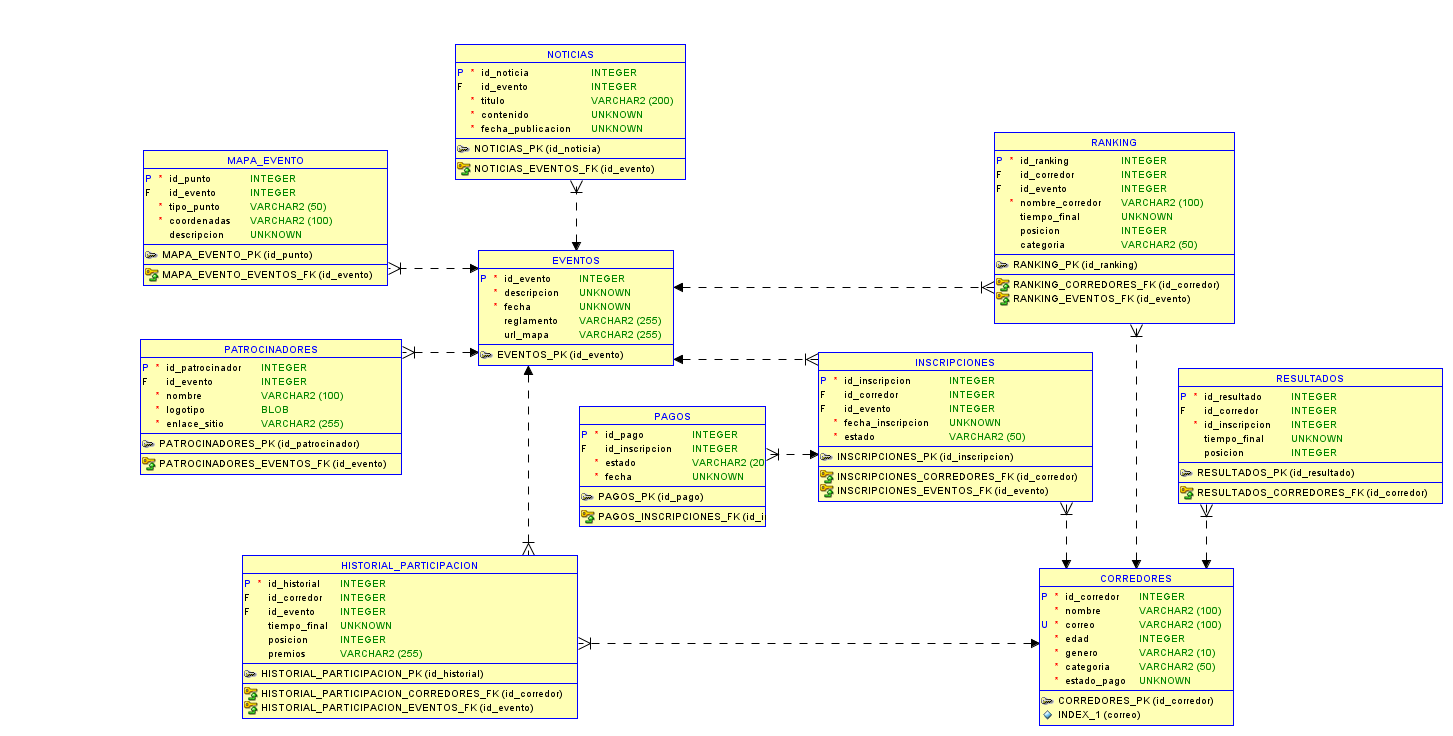 NOTICIAS
P * id_noticia INTEGER
F id_evento INTEGER
* titulo VARCHAR2 (200)
* contenido UNKNOWN
* fecha_publicacion UNKNOWN
NOTICIAS_PK (id_noticia)
NOTICIAS_EVENTOS_FK (id_evento)
MAPA_EVENTO
P * id_punto INTEGER
F id_evento INTEGER
* tipo_punto VARCHAR2 (50)
* coordenadas VARCHAR2 (100)
descripcion UNKNOWN
MAPA_EVENTO_PK (id_punto)
MAPA_EVENTO_EVENTOS_FK (id_evento)
RANKING
P * id_ranking INTEGER
F id_corredor INTEGER
F id_evento INTEGER
* nombre_corredor VARCHAR2 (100)
tiempo_final UNKNOWN
posicion INTEGER
categoria VARCHAR2 (50)
RANKING_PK (id_ranking)
RANKING_CORREDORES_FK (id_corredor)
RANKING_EVENTOS_FK (id_evento)
EVENTOS
P * id_evento INTEGER
* descripcion UNKNOWN
* fecha UNKNOWN
reglamento VARCHAR2 (255)
url_mapa VARCHAR2 (255)
EVENTOS_PK (id_evento)
PATROCINADORES
P * id_patrocinador INTEGER
F id_evento INTEGER
* nombre VARCHAR2 (100)
* logotipo BLOB
* enlace_sitio VARCHAR2 (255)
PATROCINADORES_PK (id_patrocinador)
PATROCINADORES_EVENTOS_FK (id_evento)
INSCRIPCIONES
P * id_inscripcion INTEGER
F id_corredor INTEGER
F id_evento INTEGER
* fecha_inscripcion UNKNOWN
* estado VARCHAR2 (50)
INSCRIPCIONES_PK (id_inscripcion)
INSCRIPCIONES_CORREDORES_FK (id_corredor)
INSCRIPCIONES_EVENTOS_FK (id_evento)
RESULTADOS
P * id_resultado INTEGER
F id_corredor INTEGER
* id_inscripcion INTEGER
tiempo_final UNKNOWN
posicion INTEGER
RESULTADOS_PK (id_resultado)
RESULTADOS_CORREDORES_FK (id_corredor)
PAGOS
P * id_pago INTEGER
F id_inscripcion INTEGER
* estado VARCHAR2 (20
* fecha UNKNOWN
PAGOS_PK (id_pago)
PAGOS_INSCRIPCIONES_FK (id_i
HISTORIAL_PARTICIPACION
P * id_historial INTEGER
F id_corredor INTEGER
F id_evento INTEGER
tiempo_final UNKNOWN
posicion INTEGER
premios VARCHAR2 (255)
HISTORIAL_PARTICIPACION_PK (id_historial)
HISTORIAL_PARTICIPACION_CORREDORES_FK (id_corredor)
HISTORIAL_PARTICIPACION_EVENTOS_FK (id_evento)
CORREDORES
P * id_corredor INTEGER
* nombre VARCHAR2 (100)
U * correo VARCHAR2 (100)
* edad INTEGER
* genero VARCHAR2 (10)
* categoria VARCHAR2 (50)
* estado_pago UNKNOWN
CORREDORES_PK (id_corredor)
INDEX_1 (correo)